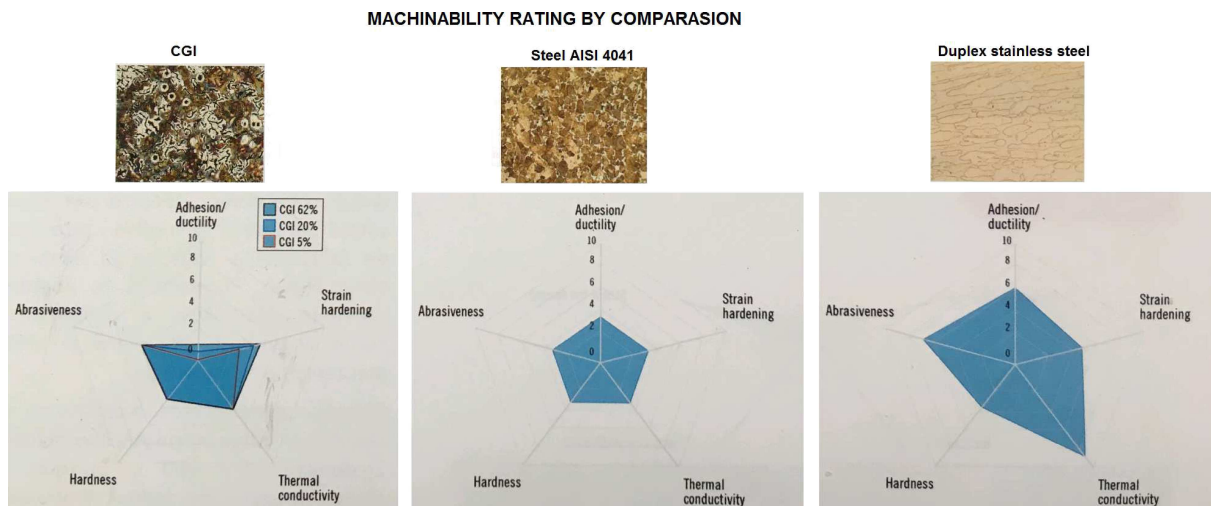 MACHINABILITY RATING BY COMPARASION
CGI
Steel AISI 4041
Duplex stainless steel
Adhesion/
ductility
10
8
6
4
2
0
CGI 62%
CGI 20%
CGI 5%
Abrasiveness
Strain
hardening
Hardness
Thermal
conductivity
Adhesion/
ductility
10
8
6
4
2
0
Abrasiveness
Strain
hardening
Hardness
Thermal
conductivity
Adhesion/
ductility
10
8
6
4
2
0
Abrasiveness
Strain
hardening
Hardness
Thermal
conductivity